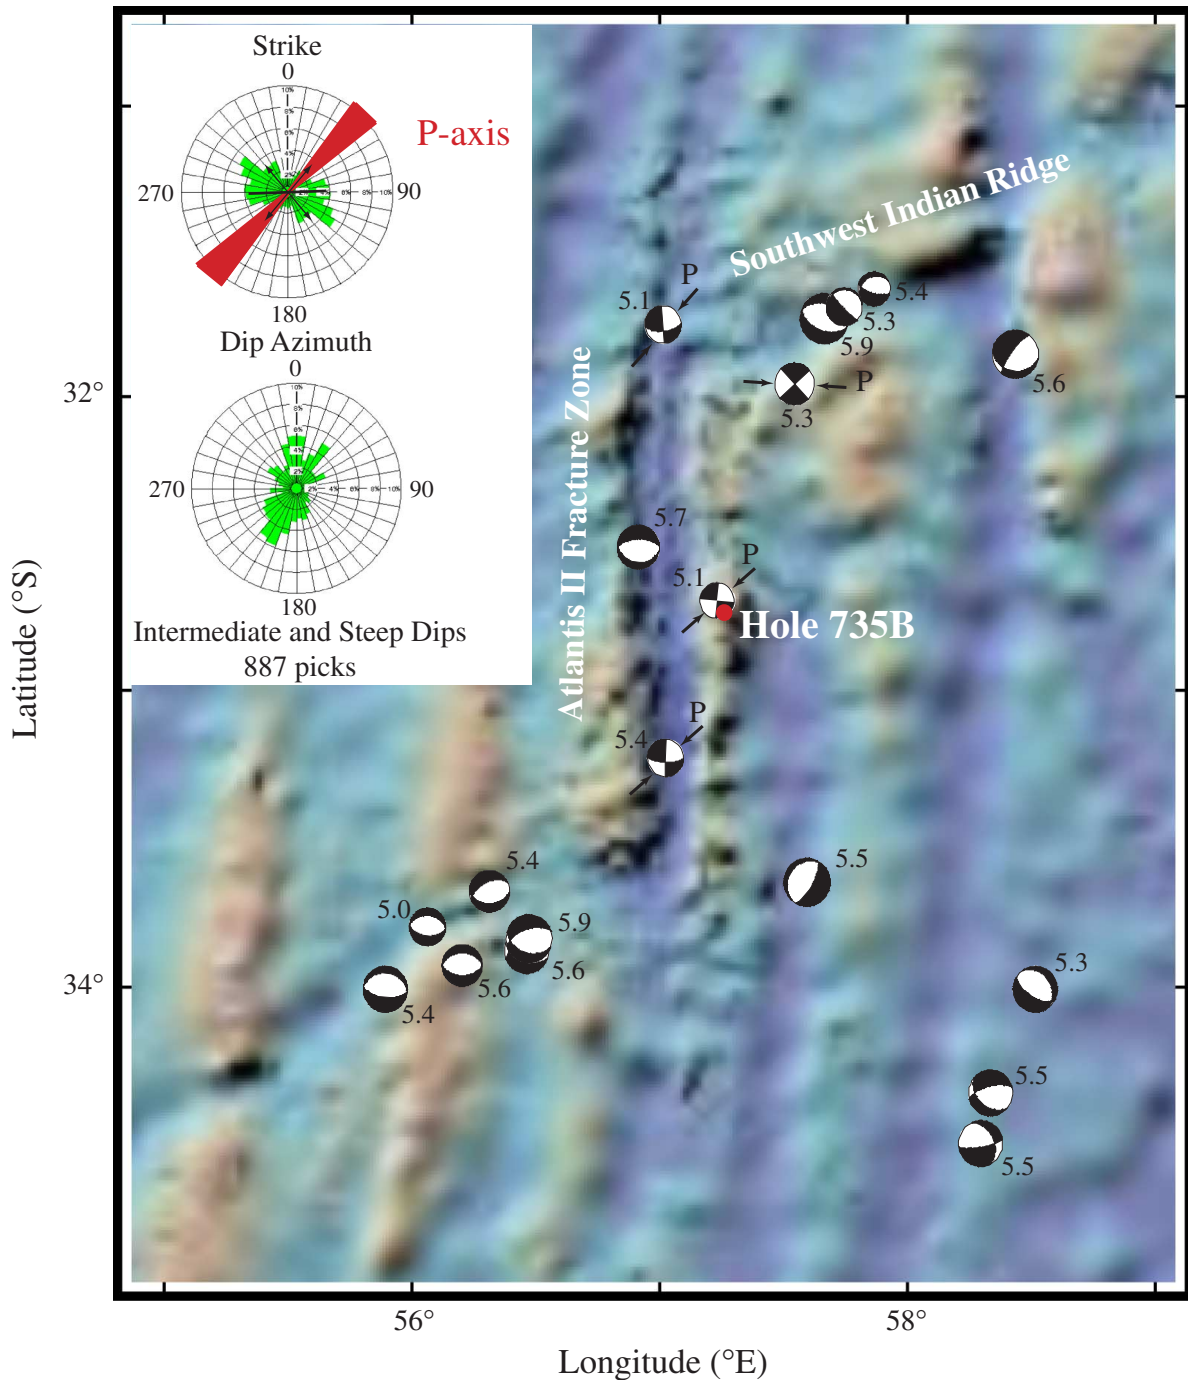 Strike
0
P-axis
270
90
180
Dip Azimuth
0
270
90
180
Intermediate and Steep Dips
887 picks
Southwest Indian Ridge
Atlantis II Fracture Zone
Hole 735B
P
5.1
5.4
5.3
5.9
5.6
P
5.3
5.7
P
5.1
P
5.4
5.5
5.4
5.0
5.9
5.6
5.6
5.4
5.3
5.5
5.5
32°
34°
Latitude (°S)
56°
58°
Longitude (°E)